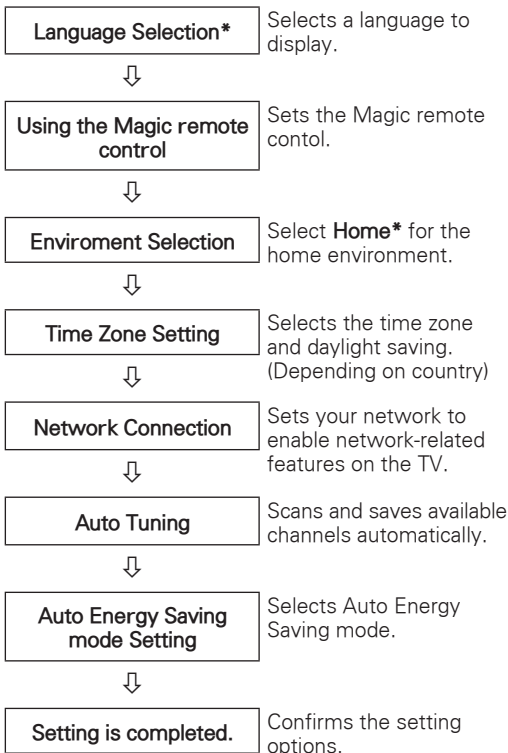 Language Selection*
Selects a language to
display.
Using the Magic remote
control
Sets the Magic remote
contol.
Enviroment Selection
Select Home* for the
home environment.
Time Zone Setting
Selects the time zone
and daylight saving.
(Depending on country)
Network Connection
Sets your network to
enable network-related
features on the TV.
Auto Tuning
Scans and saves available
channels automatically.
Auto Energy Saving
mode Setting
Selects Auto Energy
Saving mode.
Setting is completed.
Confirms the setting
options.